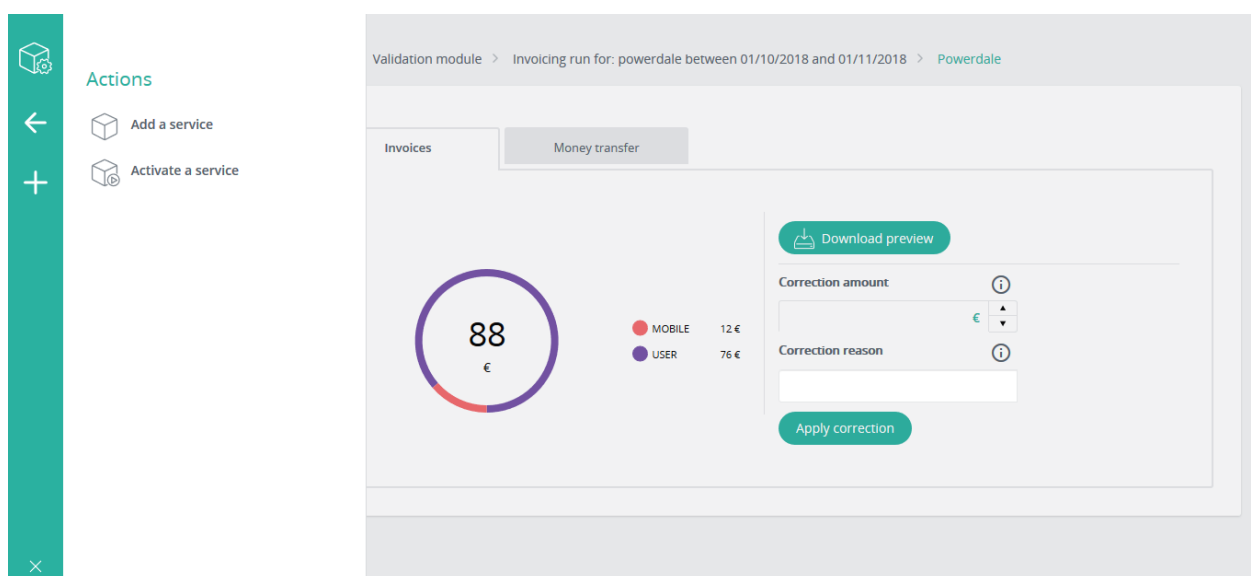 Actions
Add a service
Activate a service
Validation module > Invoicing run for: powerdale between 01/10/2018 and 01/11/2018 > Powerdale
Invoices
Money transfer
88
€
MOBILE 12 €
USER 76 €
Download preview
Correction amount
€
Correction reason
Apply correction